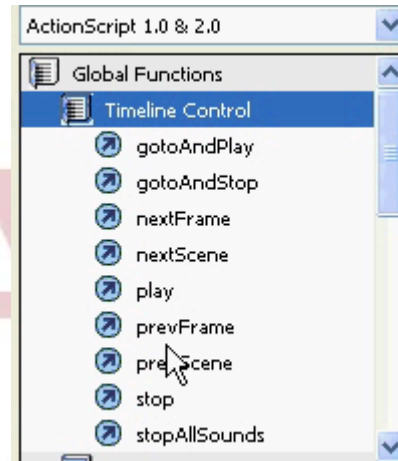 ActionScript 1.0 & 2.0
Global Functions
Timeline Control
gotoAndPlay
gotoAndStop
nextFrame
nextScene
play
prevFrame
prevScene
stop
stopAllSounds